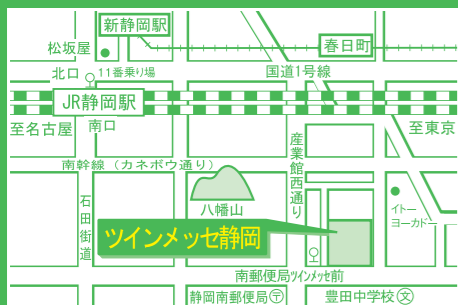 新静岡駅
松坂屋
春日町
北口
11番乗り場
国道1号線
JR静岡駅
至名古屋
南口
至東京
南幹線（カネボウ通り）
産業館西通り
石田街道
八幡山
イトーヨーカドー
ツインメッセ静岡
南郵便局ツインメッセ前
静岡南郵便局〒
豊田中学校文